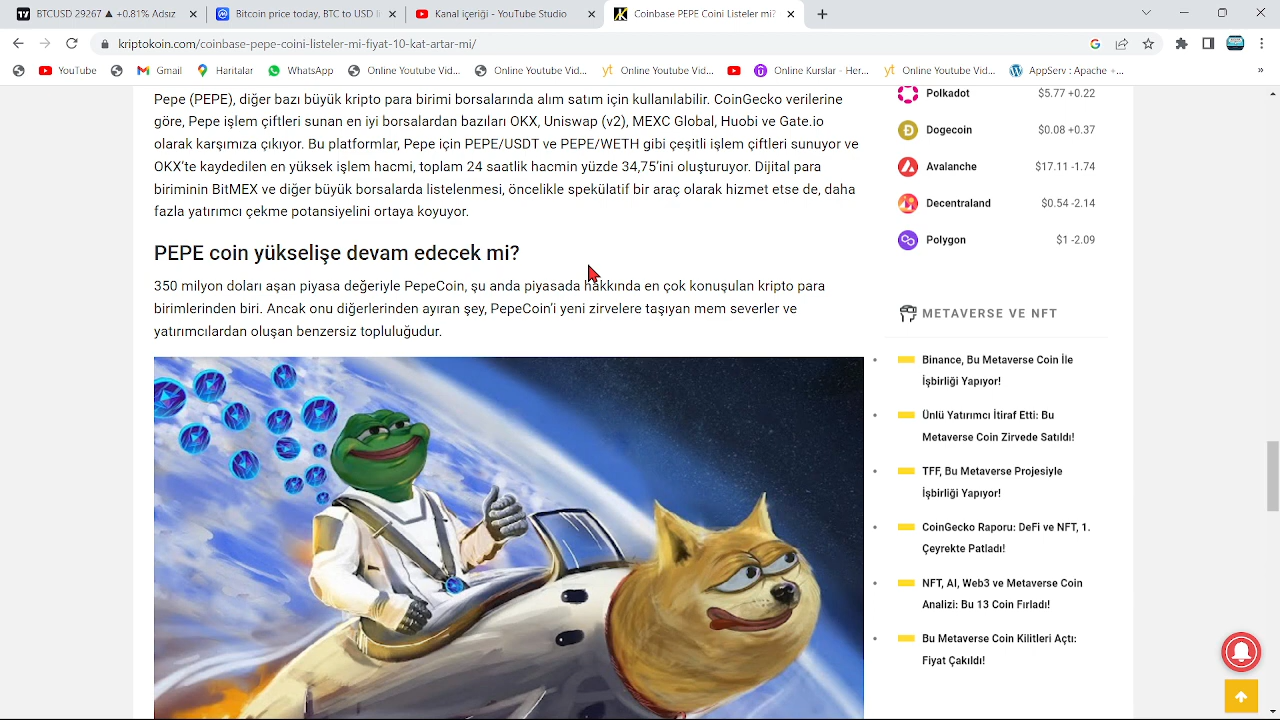 BTCUSD 29267 ▲ +0.81% Adsız
Bitcoin price today, BTC to USD li
Kanal içeriği - YouTube Studio
Coinbase PEPE Coini Listeler mi?
kriptokoin.com/coinbase-pepe-coini-listeler-mi-fiyat-10-kat-artar-mi/
YouTube
Gmail
Haritalar
WhatsApp
Online Youtube Vid...
Online Youtube Vid...
Online Youtube Vid...
Online Kurslar - Her...
Online Youtube Vid...
AppServ : Apache +...
»
Pepe (PEPE), diğer bazı büyük kripto para birimi borsalarında alım satım için kullanılabilir. CoinGecko verilerine
göre, Pepe işlem çiftleri sunan en iyi borsalardan bazıları OKX, Uniswap (v2), MEXC Global, Huobi ve Gate.io
olarak karşımıza çıkıyor. Bu platformlar, Pepe için PEPE/USDT ve PEPE/WETH gibi çeşitli işlem çiftleri sunuyor ve
OKX'te kaydedilen en yüksek işlem hacmi, toplam 24 saatlik hacmin yüzde 34,75'ini oluşturuyor. Dijital para
biriminin BitMEX ve diğer büyük borsalarda listelenmesi, öncelikle spekülatif bir araç olarak hizmet etse de, daha
fazla yatırımcı çekme potansiyelini ortaya koyuyor.
PEPE coin yükselişe devam edecek mi?
350 milyon doları aşan piyasa değeriyle PepeCoin, şu anda piyasada hakkında en çok konuşulan kripto para
birimlerinden biri. Ancak onu diğerlerinden ayıran şey, PepeCoin'i yeni zirvelere taşıyan mem severler ve
yatırımcılardan oluşan benzersiz topluluğudur.
Polkadot $5.77 +0.22
Dogecoin $0.08 +0.37
Avalanche $17.11 -1.74
Decentraland $0.54 -2.14
Polygon $1 -2.09
METAVERSE VE NFT
Binance, Bu Metaverse Coin İle
İşbirliği Yapıyor!
Ünlü Yatırımcı İtiraf Etti: Bu
Metaverse Coin Zirvede Satıldı!
TFF, Bu Metaverse Projesiyle
İşbirliği Yapıyor!
CoinGecko Raporu: DeFi ve NFT, 1.
Çeyrekte Patladı!
NFT, AI, Web3 ve Metaverse Coin
Analizi: Bu 13 Coin Fırladı!
Bu Metaverse Coin Kilitleri Açtı:
Fiyat Çakıldı!